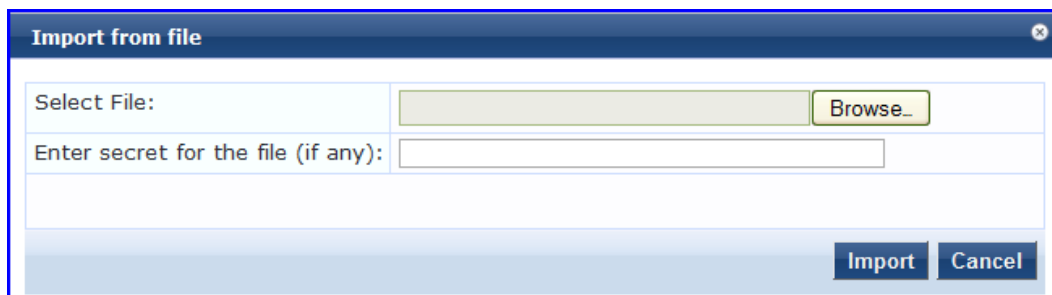 Import from file
Select File:
Browse...
Enter secret for the file (if any):
Import Cancel